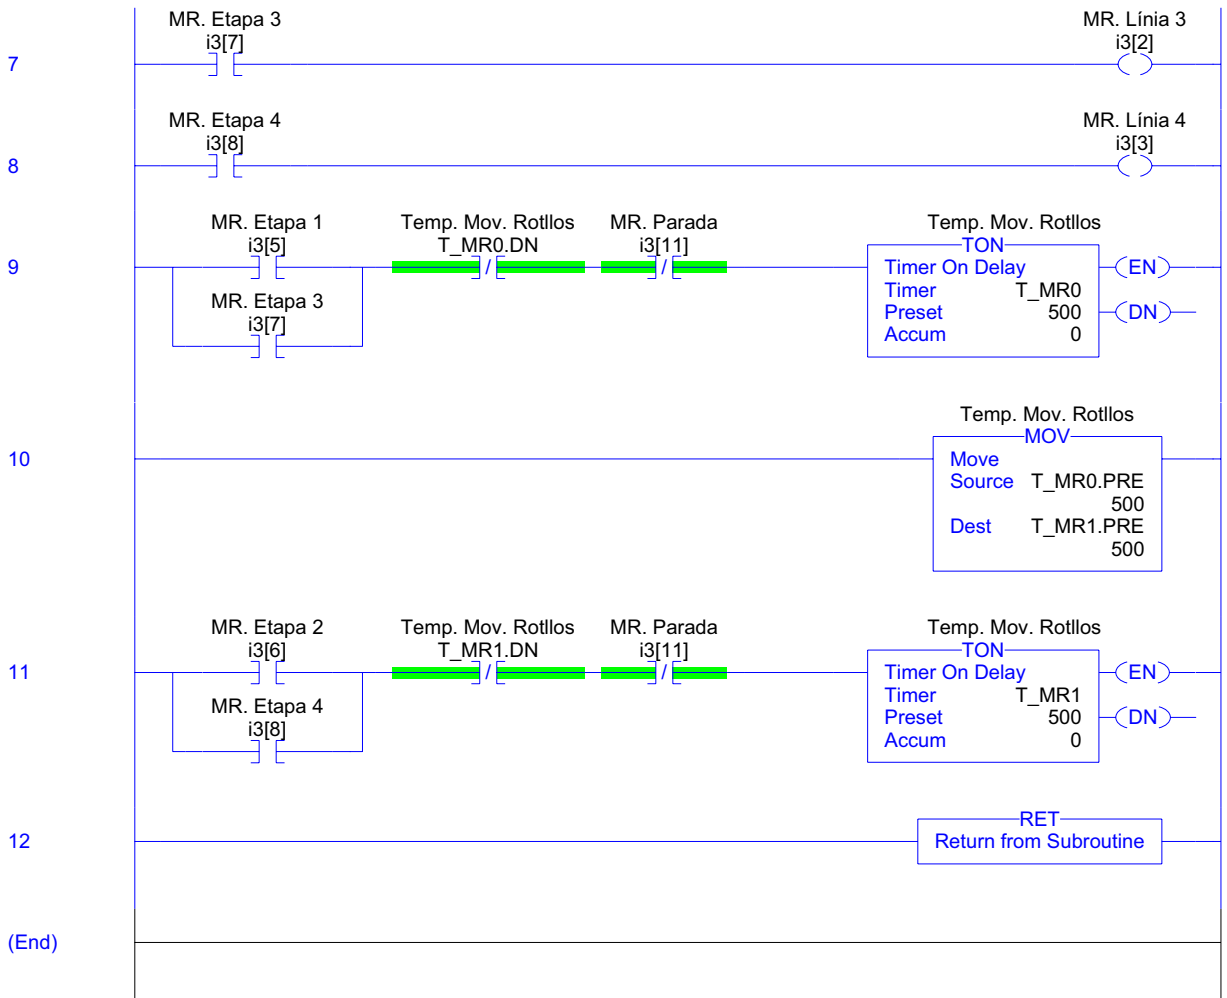 MR. Etapa 3 MR. Línia 3
i3[7] i3[2]
7
MR. Etapa 4 MR. Línia 4
i3[8] i3[3]
8
MR. Etapa 1 Temp. Mov. Rotllos MR. Parada Temp. Mov. Rotllos
i3[5] T_MR0.DN i3[11] TON
9 / / Timer On Delay EN
Timer T_MR0
MR. Etapa 3 Preset 500 DN
i3[7] Accum 0
Temp. Mov. Rotllos
MOV
10 Move
Source T_MR0.PRE
500
Dest T_MR1.PRE
500
MR. Etapa 2 Temp. Mov. Rotllos MR. Parada Temp. Mov. Rotllos
i3[6] T_MR1.DN i3[11] TON
11 / / Timer On Delay EN
Timer T_MR1
MR. Etapa 4 Preset 500 DN
i3[8] Accum 0
RET
12 Return from Subroutine
(End)